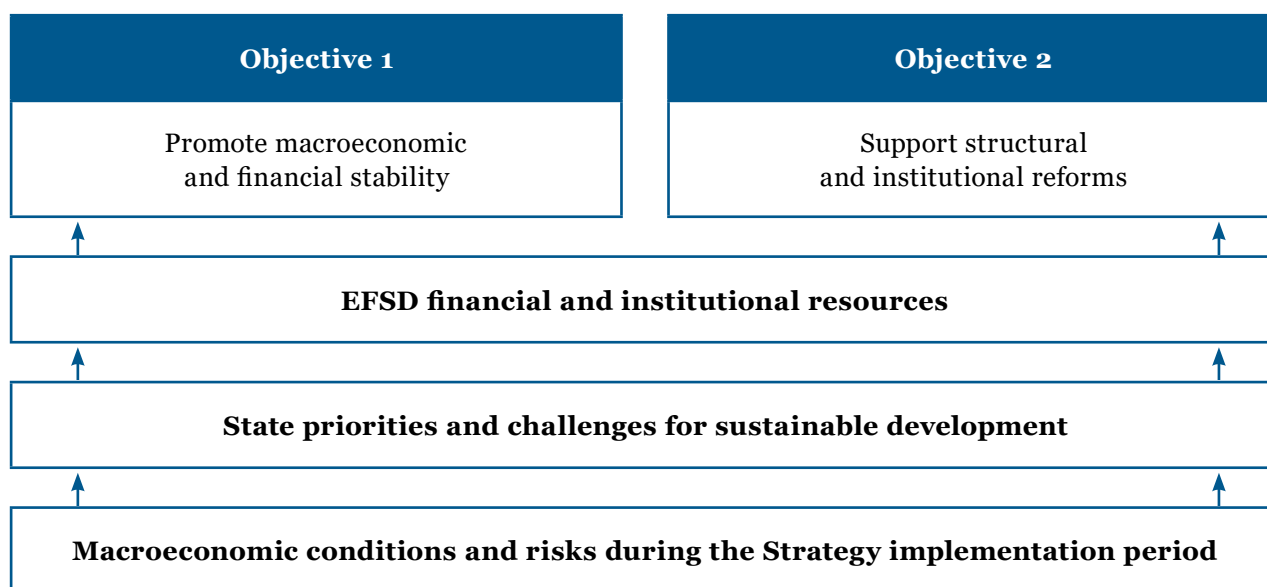 Objective 1
Promote macroeconomic
and financial stability
Objective 2
Support structural
and institutional reforms
EFSD financial and institutional resources
State priorities and challenges for sustainable development
Macroeconomic conditions and risks during the Strategy implementation period